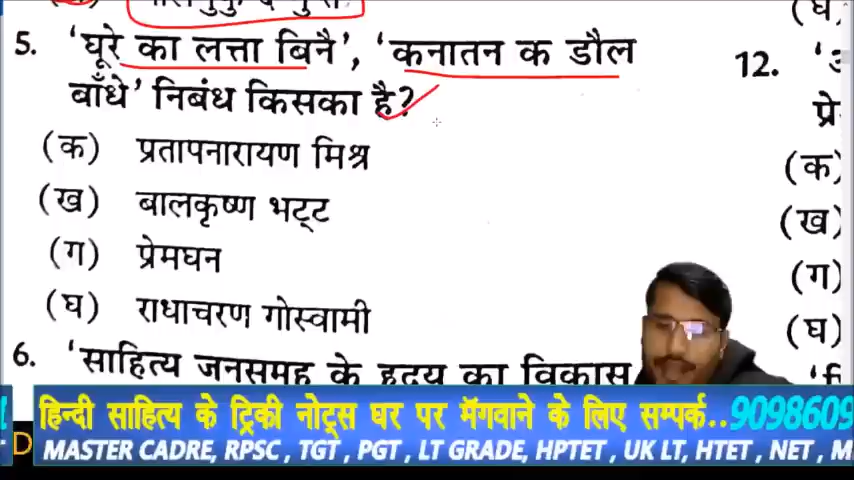 5. 'घूरे का लत्ता बिनै', 'कनातन क डौल
बाँधे' निबंध किसका है?
(क) प्रतापनारायण मिश्र
(ख) बालकृष्ण भट्ट
(ग) प्रेमघन
(घ) राधाचरण गोस्वामी
6. 'साहित्य जनसमूह के हृदय का विकास
(घ
12.
प्रे
(क)
(ख)
(ग)
(घ)
हिन्दी साहित्य के ट्रिकी नोट्स घर पर मॅगवाने के लिए सम्पर्क..9098609
D MASTER CADRE, RPSC , TGT , PGT , LT GRADE, HPTET , UK LT, HTET , NET , M